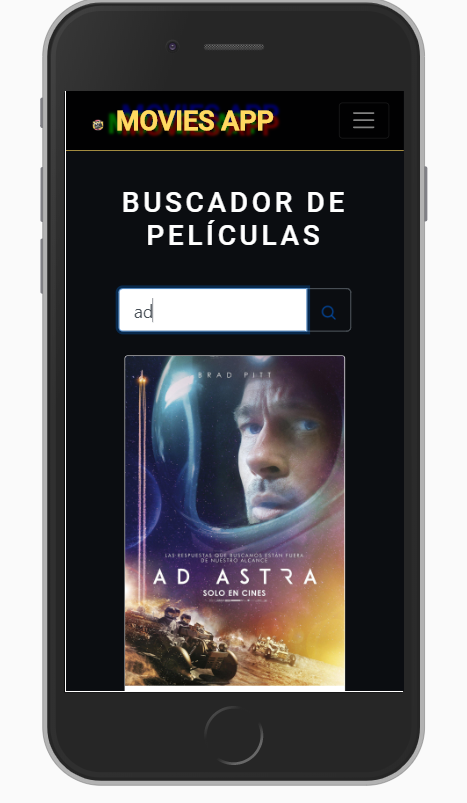 MOVIES APP
BUSCADOR DE
PELÍCULAS
ad
BRAD PITT
LAS RESPUESTAS QUE BUSCAMOS ESTÁN FUERA
DE NUESTRO ALCANCE
AD ASTRA
SOLO EN CINES